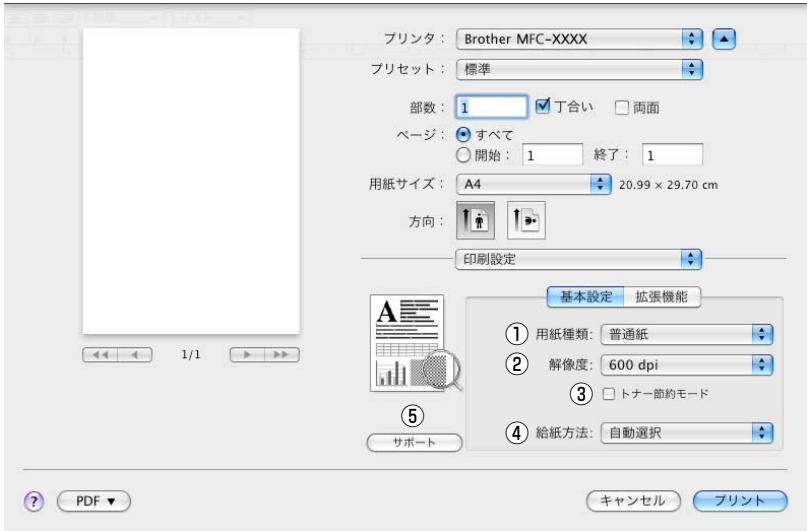 プリンタ： Brother MFC-XXXX
プリセット： 標準
部数： 1 丁合い 両面
ページ： すべて
開始： 1 終了： 1
用紙サイズ： A4 20.99 × 29.70 cm
方向：
印刷設定
基本設定 拡張機能
① 用紙種類: 普通紙
② 解像度: 600 dpi
③ トナー節約モード
④ 給紙方法: 自動選択
A
⑤
サポート
1/1
? PDF ▼ キャンセル プリント